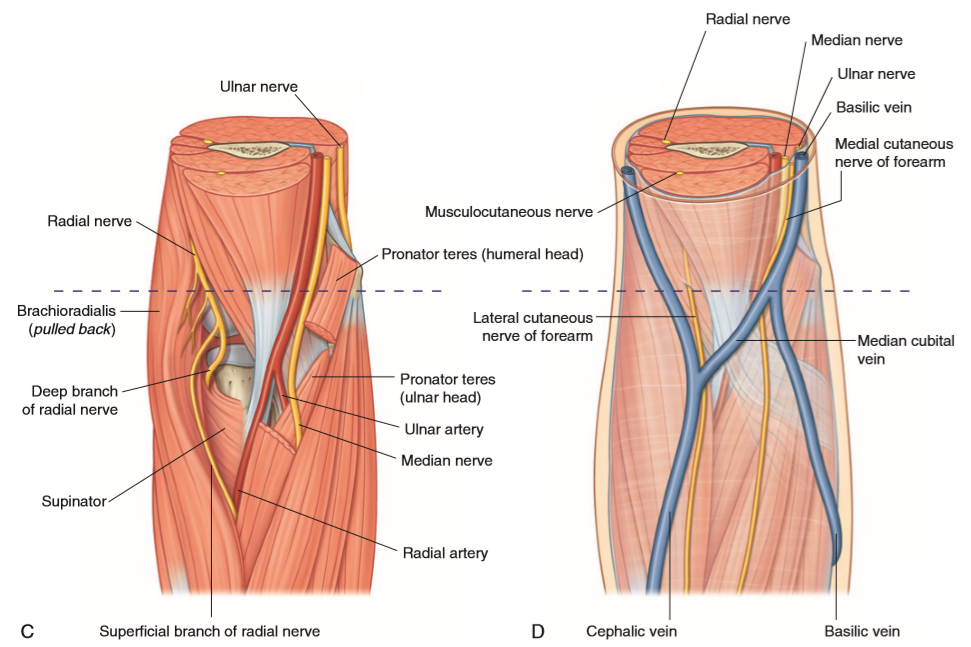 Ulnar nerve
Radial nerve
Pronator teres (humeral head)
Brachioradialis
(pulled back)
Deep branch
of radial nerve
Pronator teres
(ulnar head)
Ulnar artery
Median nerve
Supinator
Radial artery
C
Superficial branch of radial nerve
Radial nerve
Median nerve
Ulnar nerve
Basilic vein
Medial cutaneous
nerve of forearm
Musculocutaneous nerve
Lateral cutaneous
nerve of forearm
Median cubital
vein
D
Cephalic vein
Basilic vein